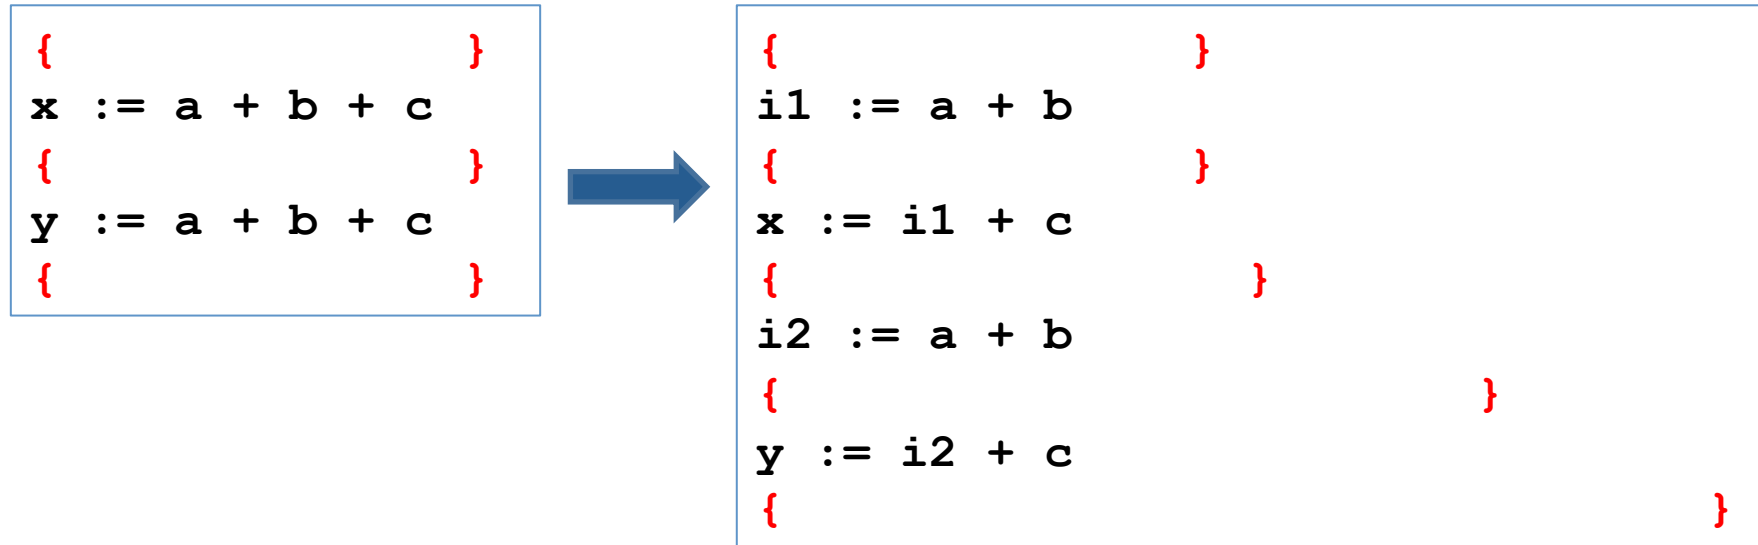 { }
x := a + b + c
{ }
y := a + b + c
{ }
{ }
i1 := a + b
{ }
x := i1 + c
{ }
i2 := a + b
{ }
y := i2 + c
{ }